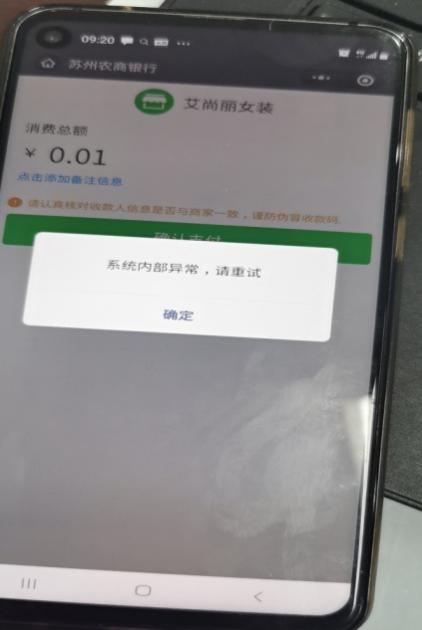 09:20
苏州农商银行
艾尚丽女装
消费总额
¥ 0.01
点击添加备注信息
请认真核对收款人信息是否与商家一致，谨防伪冒收款码.
确认支付
系统内部异常，请重试
确定